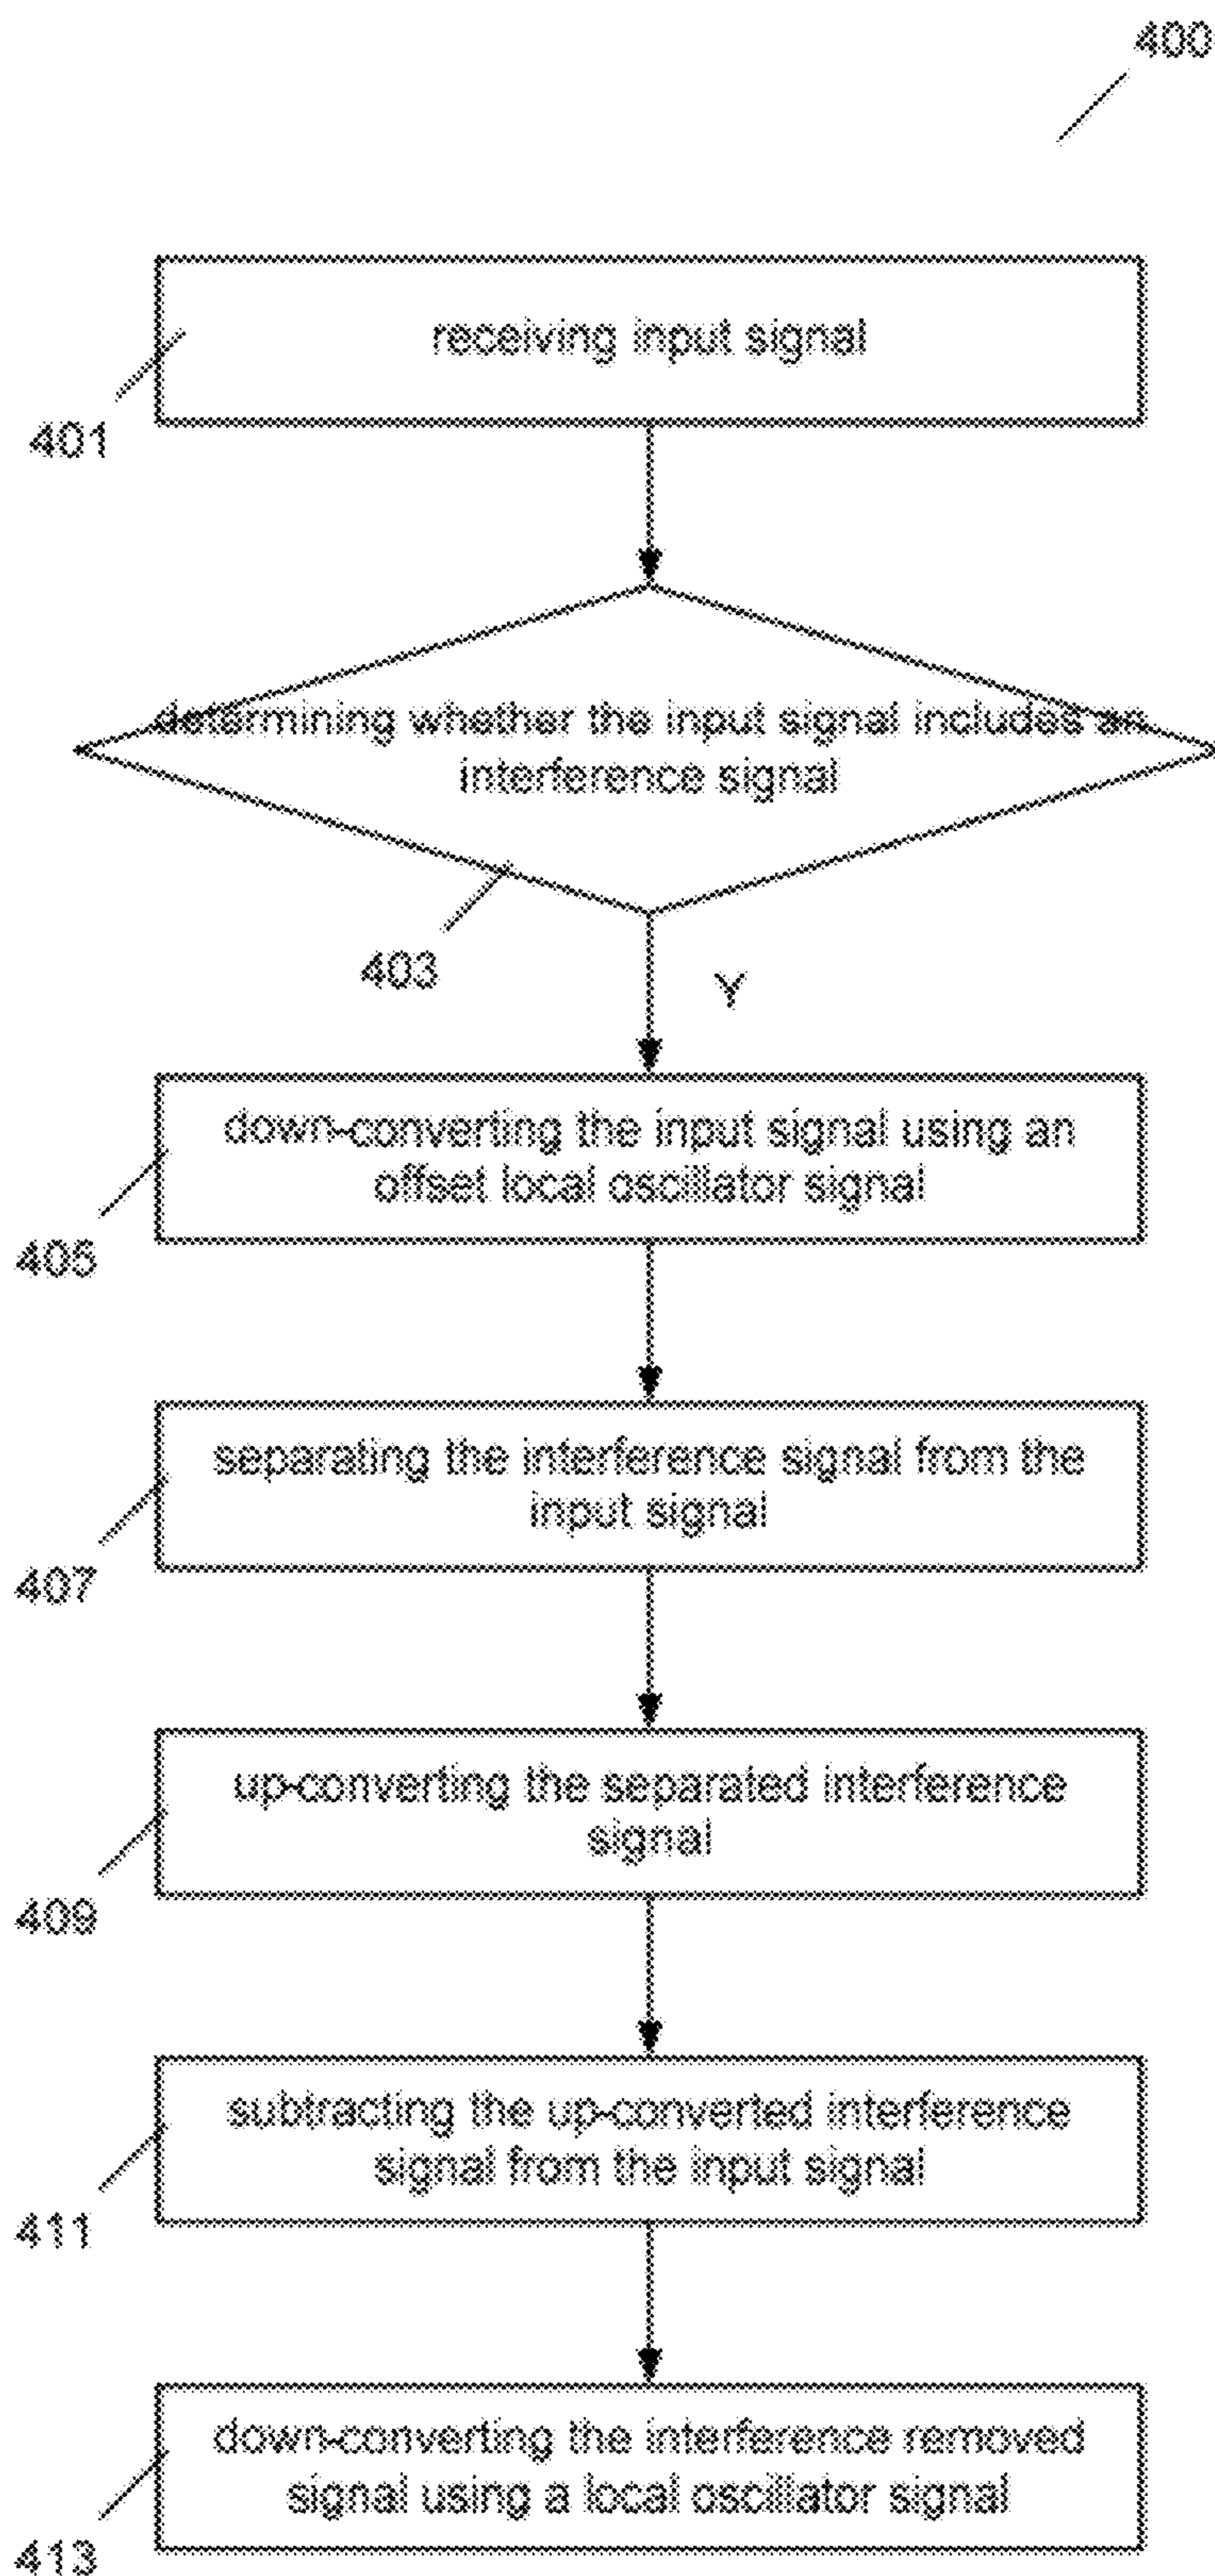 400
receiving input signal
401
determining whether the input signal includes an
interference signal
403
Y
down-converting the input signal using an
offset local oscillator signal
405
separating the interference signal from the
input signal
407
up-converting the separated interference
signal
409
subtracting the up-converted interference
signal from the input signal
411
down-converting the interference removed
signal using a local oscillator signal
413